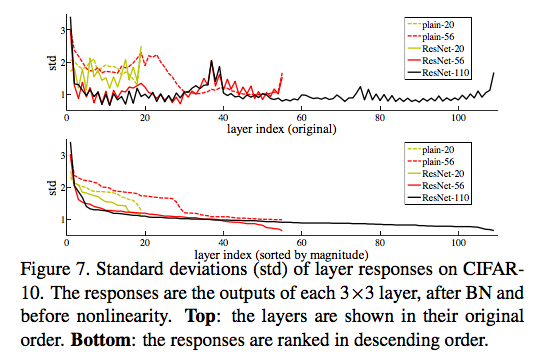 3
2
1
std
plain-20
plain-56
ResNet-20
ResNet-56
ResNet-110
0 20 40 60 80 100
layer index (original)
3
2
1
std
plain-20
plain-56
ResNet-20
ResNet-56
ResNet-110
0 20 40 60 80 100
layer index (sorted by magnitude)
Figure 7. Standard deviations (std) of layer responses on CIFAR-
10. The responses are the outputs of each 3×3 layer, after BN and
before nonlinearity. Top: the layers are shown in their original
order. Bottom: the responses are ranked in descending order.